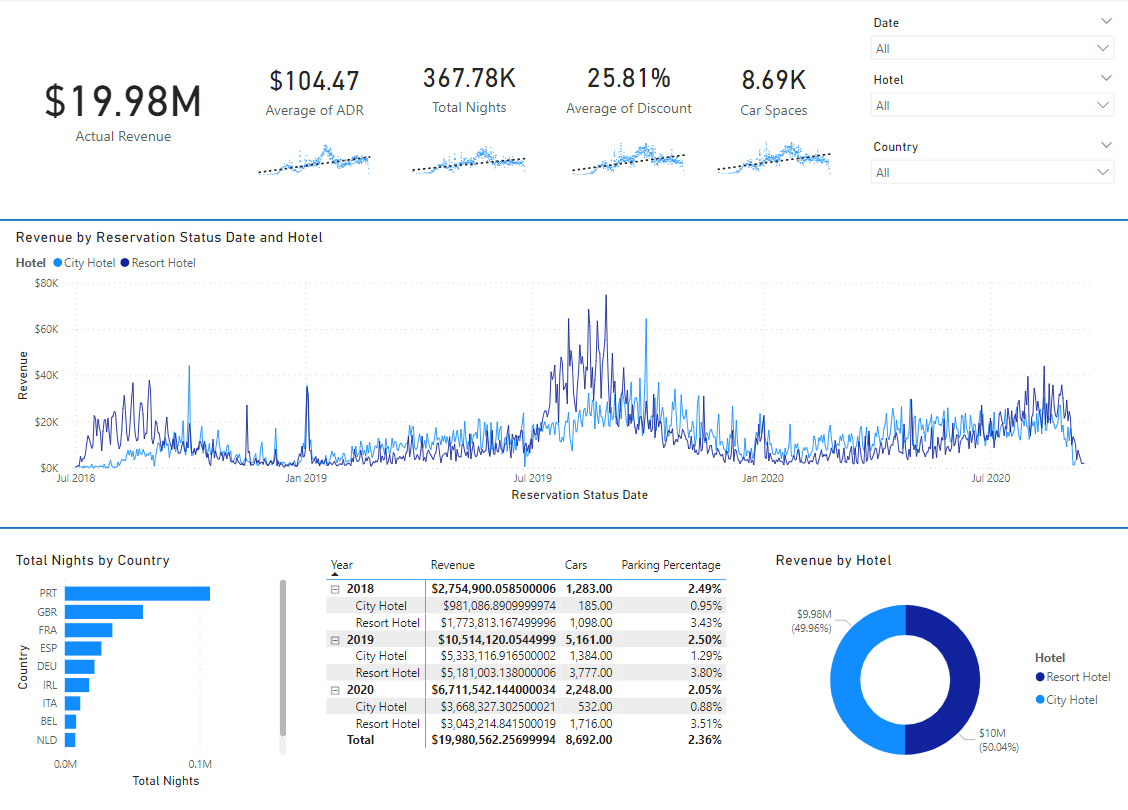 $19.98M
Actual Revenue
$104.47
Average of ADR
367.78K
Total Nights
25.81%
Average of Discount
8.69K
Car Spaces
Date
All
Hotel
All
Country
All
Revenue by Reservation Status Date and Hotel
Hotel City Hotel Resort Hotel
Revenue
$80K
$60K
$40K
$20K
$0K
Jul 2018 Jan 2019 Jul 2019 Jan 2020 Jul 2020
Reservation Status Date
Total Nights by Country
Country
PRT
GBR
FRA
ESP
DEU
IRL
ITA
BEL
NLD
0.0M 0.1M
Total Nights
Year Revenue Cars Parking Percentage
2018 $2,754,900.058500006 1,283.00 2.49%
City Hotel $981,086.8909999974 185.00 0.95%
Resort Hotel $1,773,813.167499996 1,098.00 3.43%
2019 $10,514,120.0544999 5,161.00 2.50%
City Hotel $5,333,116.916500002 1,384.00 1.29%
Resort Hotel $5,181,003.138000006 3,777.00 3.80%
2020 $6,711,542.144000034 2,248.00 2.05%
City Hotel $3,668,327.302500021 532.00 0.88%
Resort Hotel $3,043,214.841500019 1,716.00 3.51%
Total $19,980,562.25699994 8,692.00 2.36%
Revenue by Hotel
$9.98M
(49.96%)
$10M
(50.04%)
Hotel
Resort Hotel
City Hotel